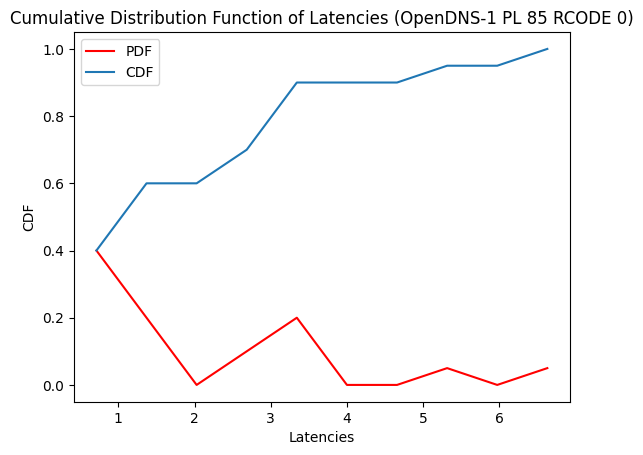 Cumulative Distribution Function of Latencies (OpenDNS-1 PL 85 RCODE 0)
PDF
CDF
1.0
0.8
0.6
0.4
0.2
0.0
CDF
1 2 3 4 5 6
Latencies